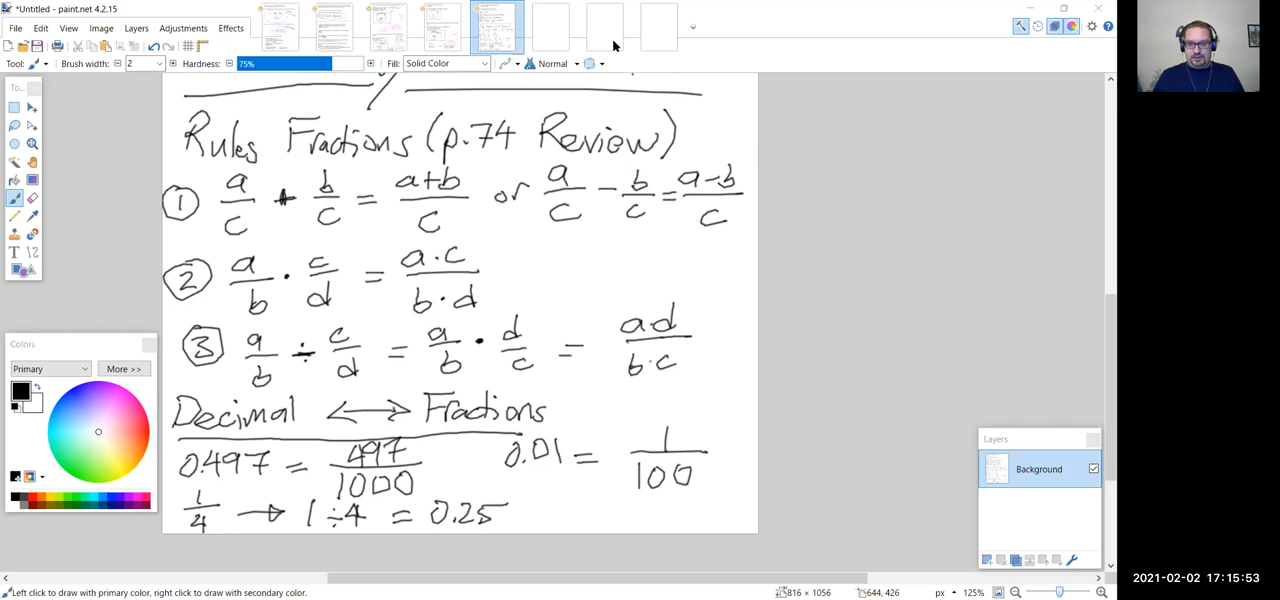 *Untitled - paint.net 4.2.15
File Edit View Image Layers Adjustments Effects
Tool: Brush width: 2 Hardness: 75% Fill: Solid Color Normal
To...
Rules Fractions (p.74 Review)
① a/c + b/c = a+b/c or a/c - b/c = a-b/c
② a/b · c/d = a·c/b·d
③ a/b ÷ c/d = a/b · d/c = a·d/b·c
Decimal ↔ Fractions
0.497 = 497/1000 0.01 = 1/100
1/4 → 1÷4 = 0.25
Colors
Primary More >>
Layers
Background
Left click to draw with primary color, right click to draw with secondary color. 816 × 1056 644, 426 px 125%
2021-02-02 17:15:53